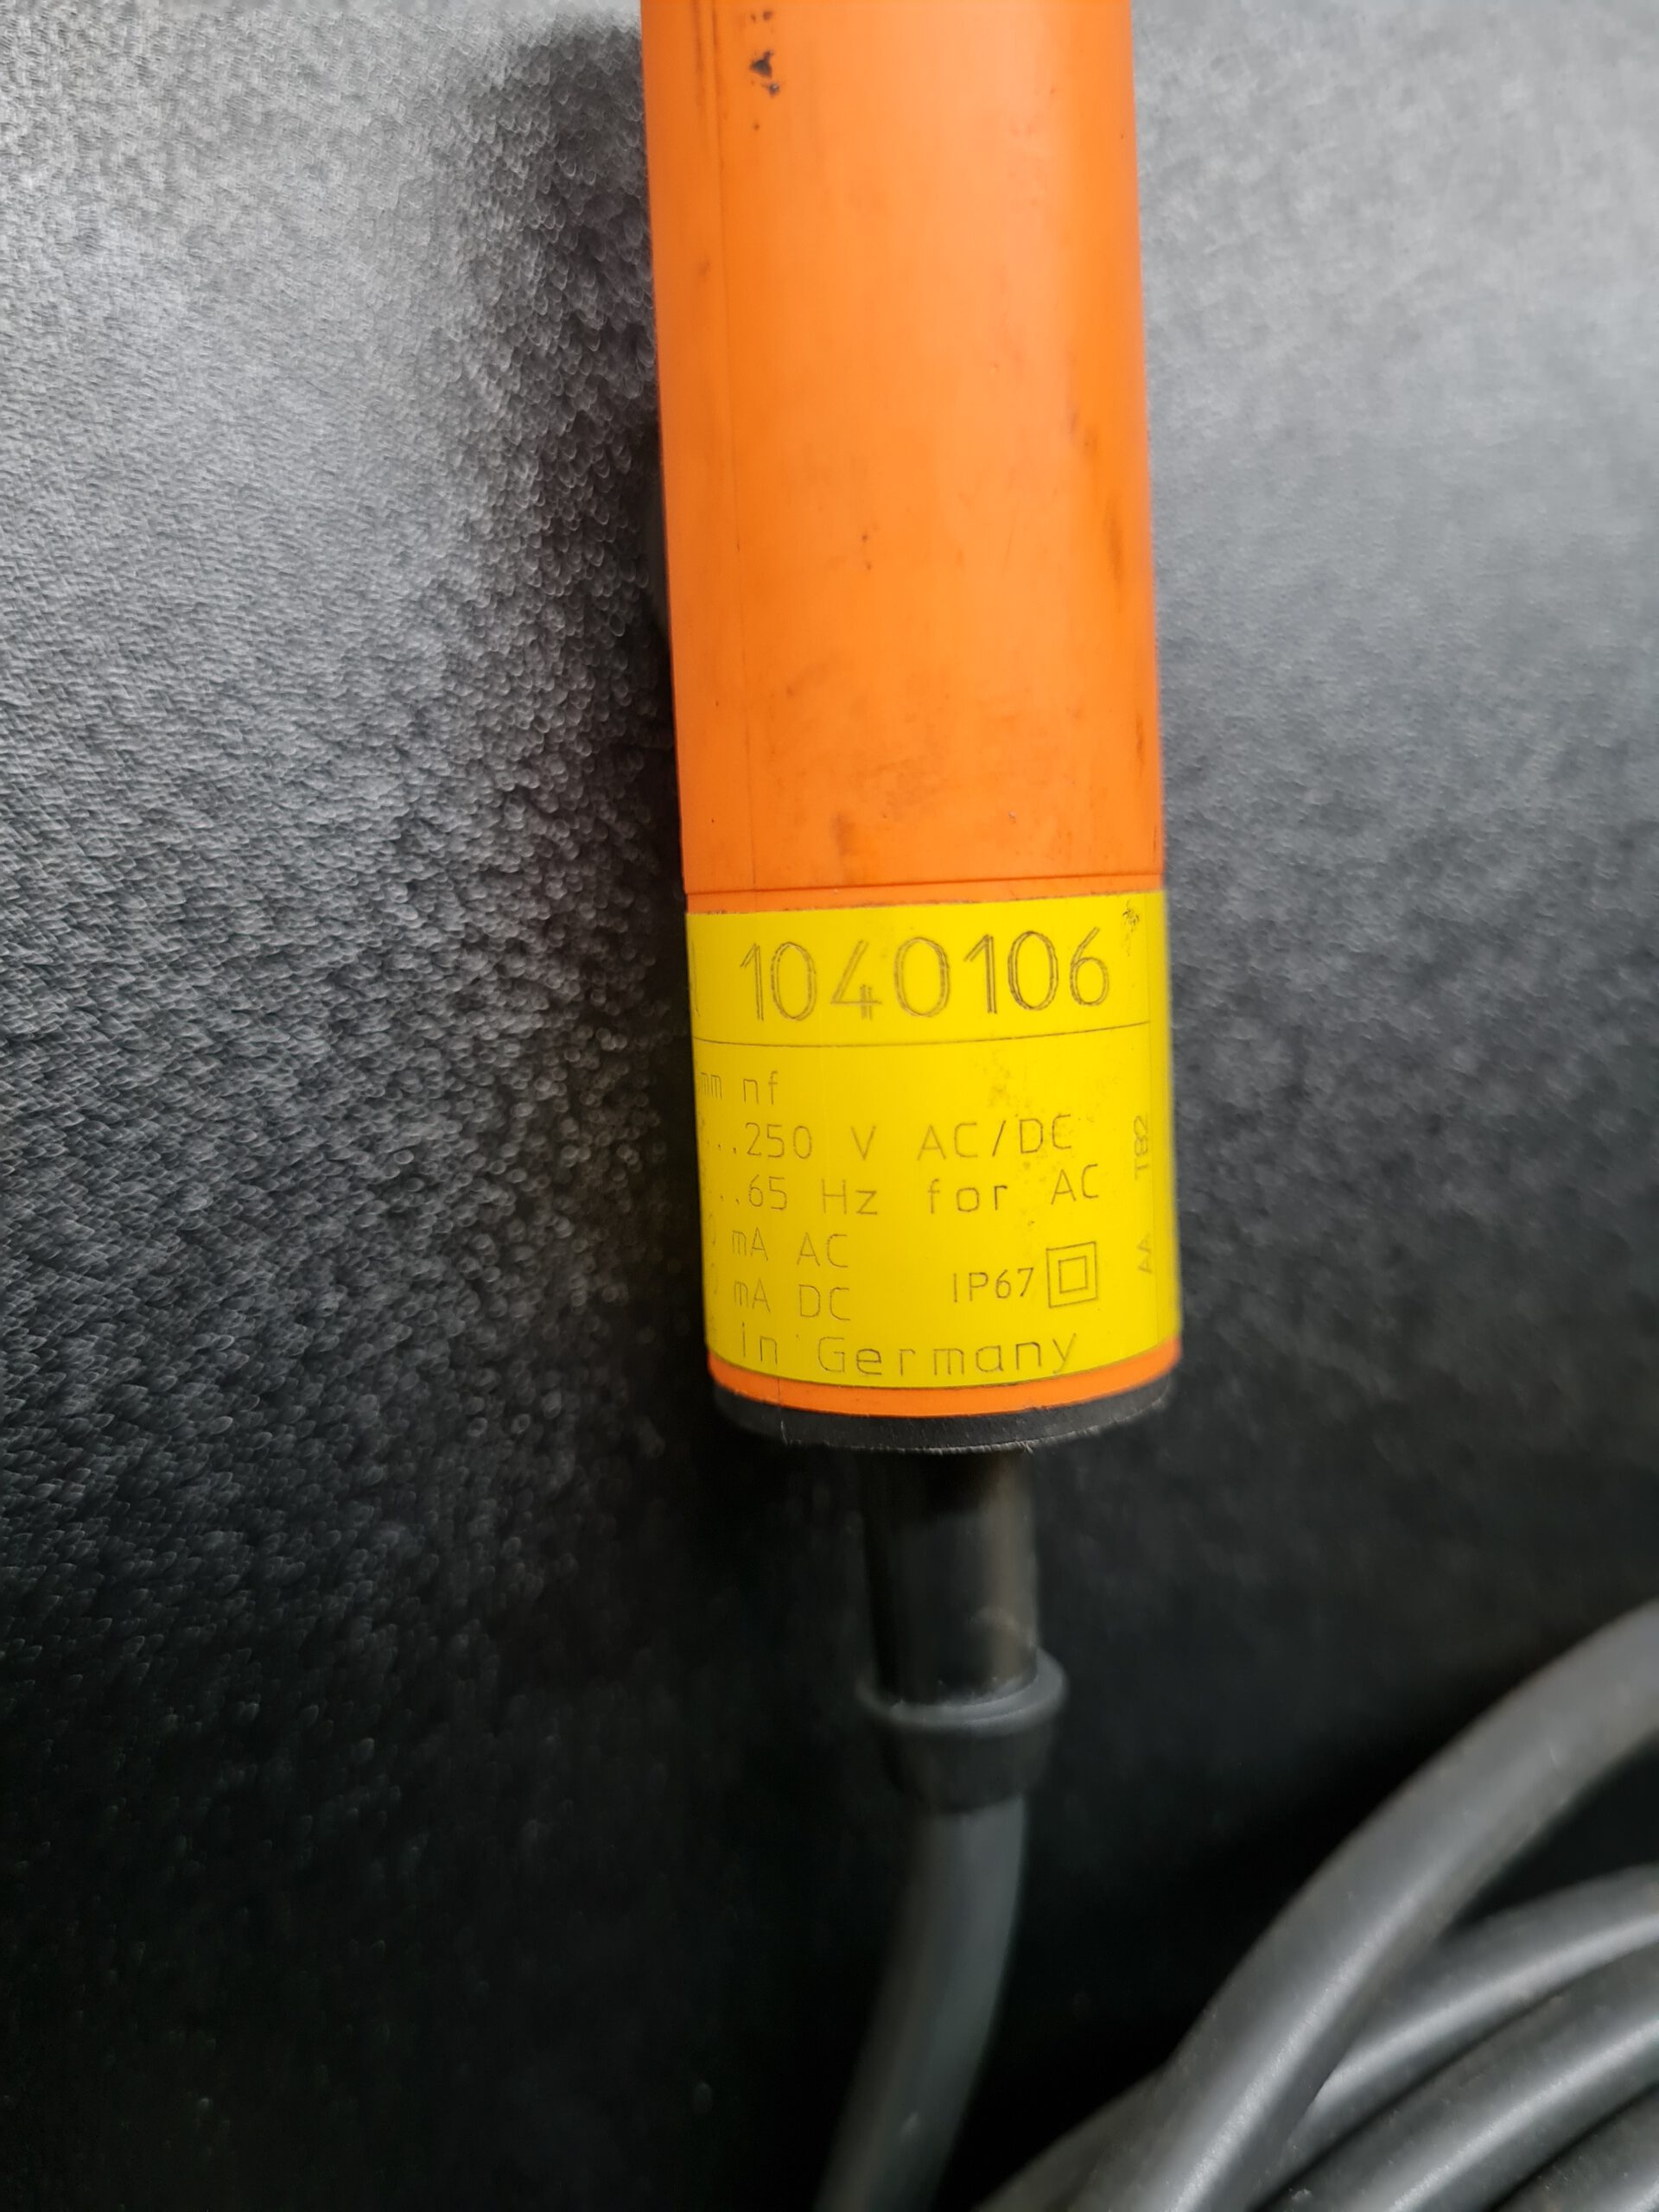 1040106
mm nf
..250 V AC/DC
..65 Hz for AC
mA AC
mA DC
IP67
in Germany
AA T82